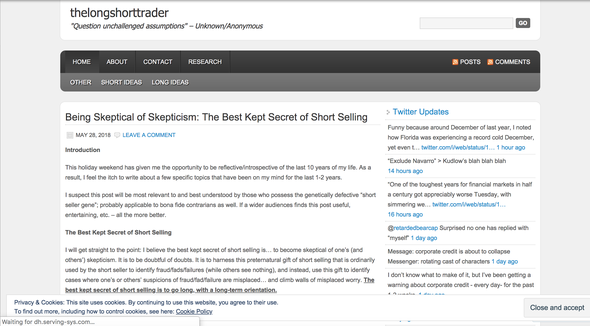 thelongshorttrader
"Question unchallenged assumptions" – Unknown/Anonymous
GO
HOME ABOUT CONTACT RESEARCH POSTS COMMENTS
OTHER SHORT IDEAS LONG IDEAS
Being Skeptical of Skepticism: The Best Kept Secret of Short Selling
MAY 28, 2018 LEAVE A COMMENT
Introduction
This holiday weekend has given me the opportunity to be reflective/introspective of the last 10 years of my life. As a
result, I feel the itch to write about a few specific topics that have been on my mind for the last 1-2 years.
I suspect this post will be most relevant to and best understood by those who possess the genetically defective "short
seller gene"; probably applicable to bona fide contrarians as well. If a wider audiences finds this post useful,
entertaining, etc. – all the more better.
The Best Kept Secret of Short Selling
I will get straight to the point: I believe the best kept secret of short selling is… to become skeptical of one's (and
others') skepticism. It is to be doubtful of doubts. It is to harness this preternatural gift of short selling that is ordinarily
used by the short seller to identify fraud/fads/failures (while others see nothing), and instead, use this gift to identify
cases where one's or others' suspicions of fraud/fad/failure are misplaced… and climb walls of misplaced worry. The
best kept secret of short selling is to go long, with a long-term orientation.
Twitter Updates
Funny because around December of last year, I noted
how Florida was experiencing a record cold December,
yet even t… twitter.com/i/web/status/1… 1 hour ago
"Exclude Navarro" > Kudlow's blah blah blah
14 hours ago
"One of the toughest years for financial markets in half
a century got appreciably worse Tuesday, with
simmering we… twitter.com/i/web/status/1…
16 hours ago
@retardedbearcap Surprised no one has replied with
"myself" 1 day ago
Message: corporate credit is about to collapse
Messenger: rotating cast of characters 1 day ago
I don't know what to make of it, but I've been getting a
warning about corporate credit - every day- for the past
Privacy & Cookies: This site uses cookies. By continuing to use this website, you agree to their use.
To find out more, including how to control cookies, see here: Cookie Policy
Close and accept
Waiting for dh.serving-sys.com...